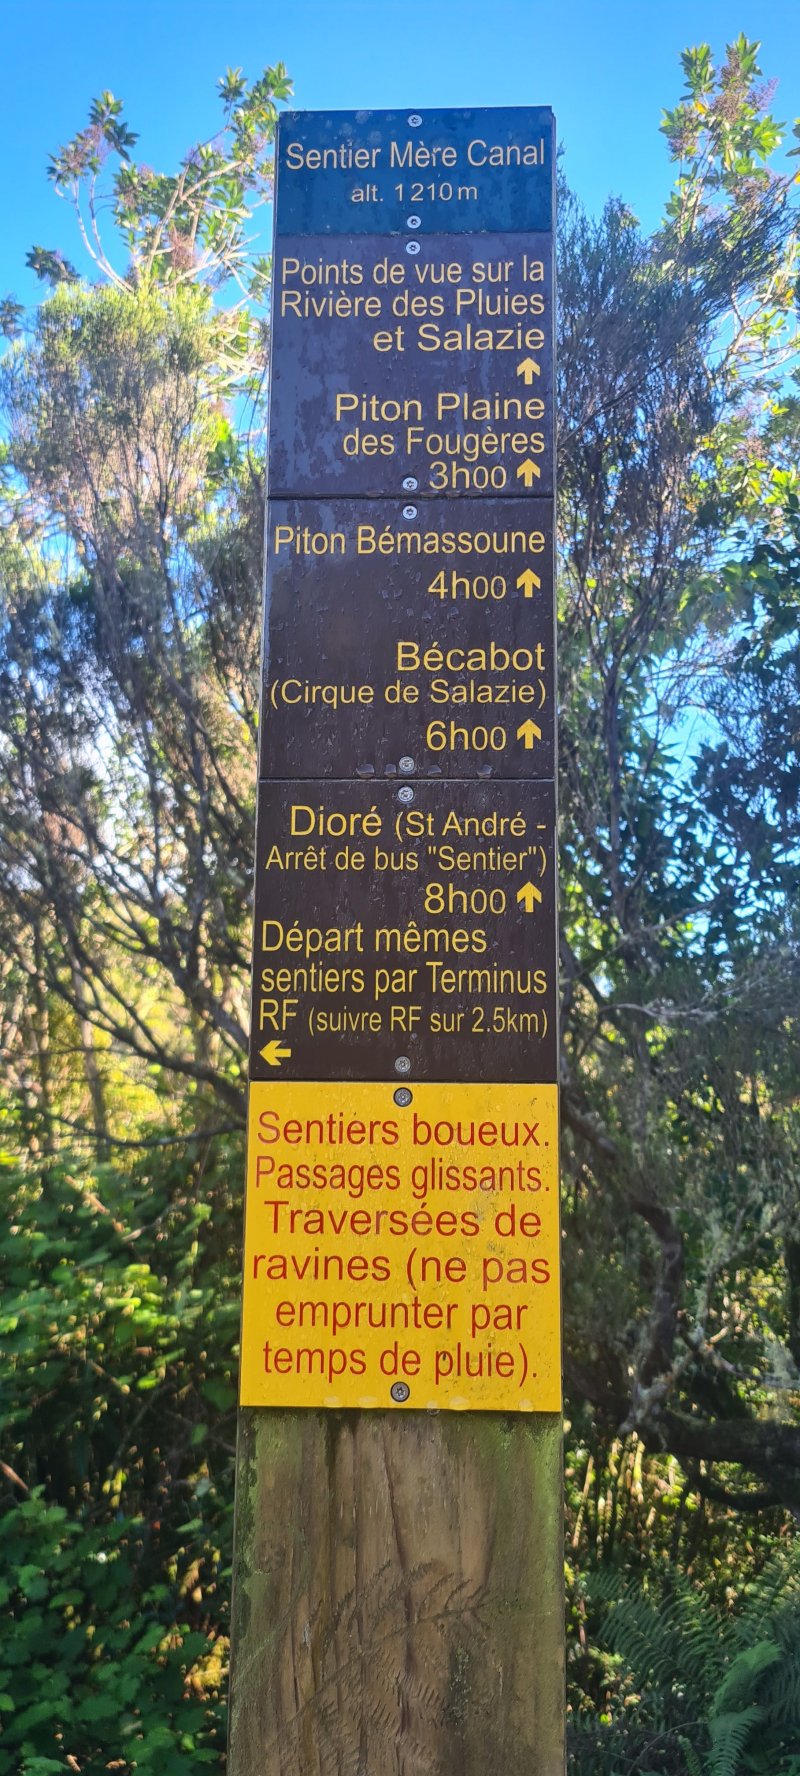 Sentier Mère Canal
alt. 1210m
Points de vue sur la
Rivière des Pluies
et Salazie
↑
Piton Plaine
des Fougères
3h00 ↑
Piton Bémassoune
4h00 ↑
Bécabot
(Cirque de Salazie)
6h00 ↑
Dioré (St André -
Arrêt de bus "Sentier")
8h00 ↑
Départ mêmes
sentiers par Terminus
RF (suivre RF sur 2.5km)
←
Sentiers boueux.
Passages glissants.
Traversées de
ravines (ne pas
emprunter par
temps de pluie).